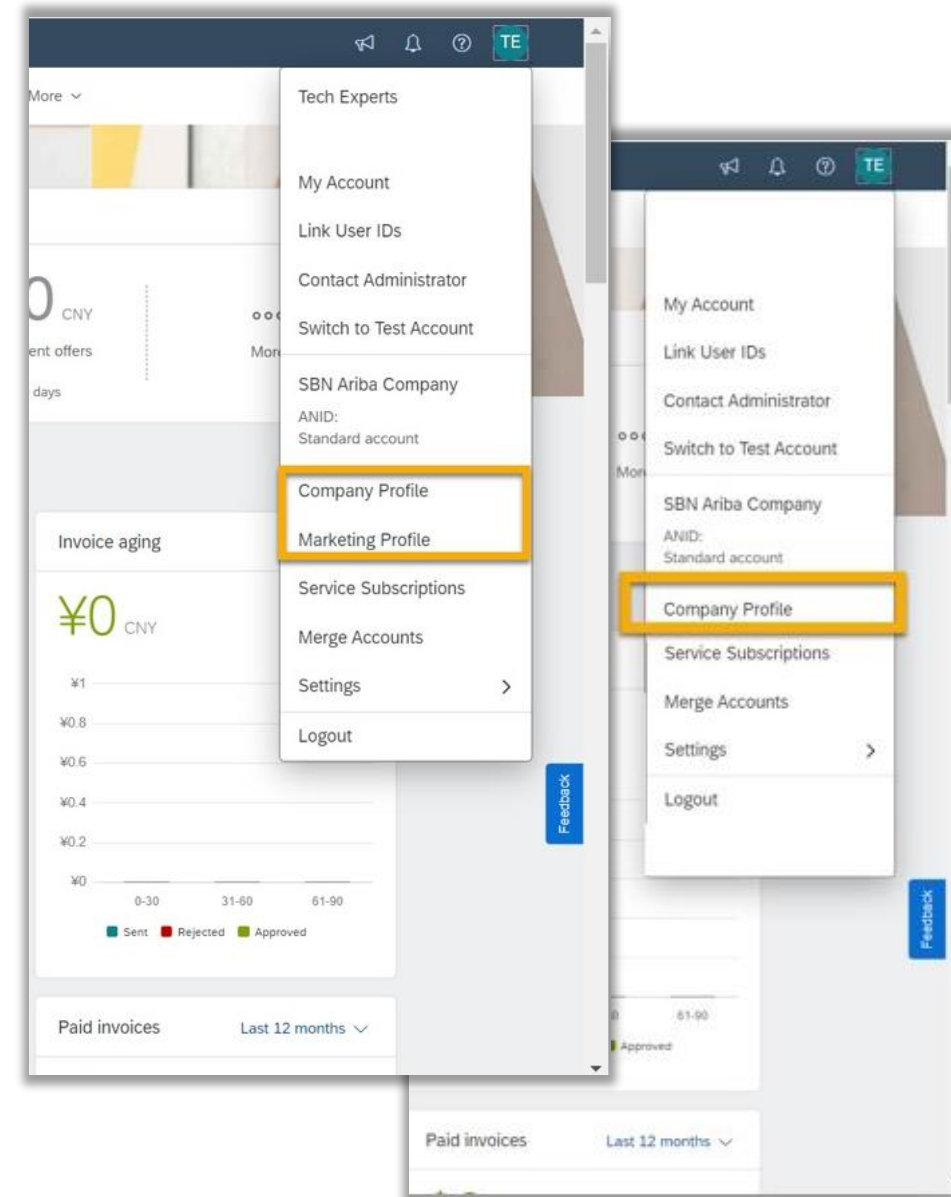 TE
More
Tech Experts
My Account
Link User IDs
Contact Administrator
Switch to Test Account
0 CNY
ent offers
days
More
SBN Ariba Company
ANID:
Standard account
Company Profile
Marketing Profile
Service Subscriptions
Merge Accounts
Settings
Logout
Invoice aging
¥0 CNY
¥1
¥0.8
¥0.6
¥0.4
¥0.2
¥0
0-30 31-60 61-90
Sent Rejected Approved
Feedback
Paid invoices Last 12 months
TE
My Account
Link User IDs
Contact Administrator
Switch to Test Account
Mor
SBN Ariba Company
ANID:
Standard account
Company Profile
Service Subscriptions
Merge Accounts
Settings
Logout
Feedback
61-90
Approved
Paid invoices Last 12 months